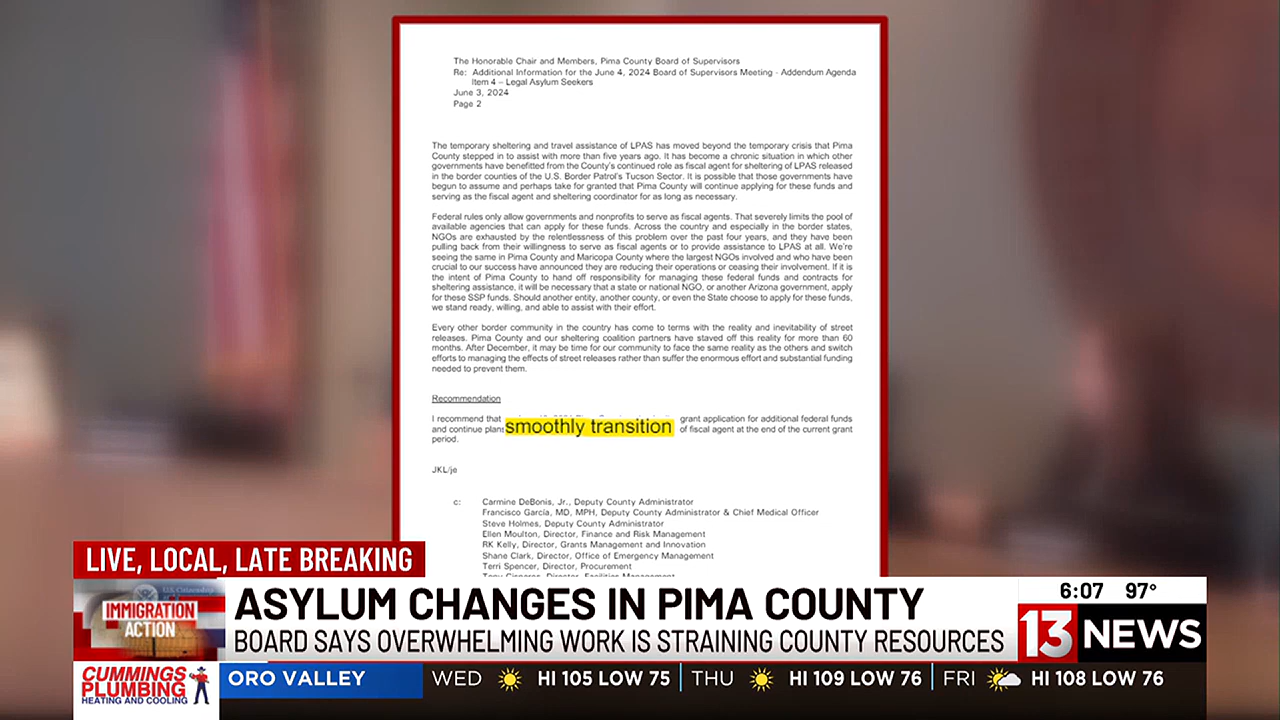 The Honorable Chair and Members, Pima County Board of Supervisors
Re: Additional Information for the June 4, 2024 Board of Supervisors Meeting - Addendum Agenda
Item 4 – Legal Asylum Seekers
June 3, 2024
Page 2
The temporary sheltering and travel assistance of LPAS has moved beyond the temporary crisis that Pima
County stepped in to assist with more than five years ago. It has become a chronic situation in which other
governments have benefitted from the County's continued role as fiscal agent for sheltering of LPAS released
in the border counties of the U.S. Border Patrol's Tucson Sector. It is possible that those governments have
begun to assume and perhaps take for granted that Pima County will continue applying for these funds and
serving as the fiscal agent and sheltering coordinator for as long as necessary.
Federal rules only allow governments and nonprofits to serve as fiscal agents. That severely limits the pool of
available agencies that can apply for these funds. Across the country and especially in the border states,
NGOs are exhausted by the relentlessness of this problem over the past four years, and they have been
pulling back from their willingness to serve as fiscal agents or to provide assistance to LPAS at all. We're
seeing the same in Pima County and Maricopa County where the largest NGOs involved and who have been
crucial to our success have announced they are reducing their operations or ceasing their involvement. If it is
the intent of Pima County to hand off responsibility for managing these federal funds and contracts for
sheltering assistance, it will be necessary that a state or national NGO, or another Arizona government, apply
for these SSP funds. Should another entity, another county, or even the State choose to apply for these funds,
we stand ready, willing, and able to assist with their effort.
Every other border community in the country has come to terms with the reality and inevitability of street
releases. Pima County and our sheltering coalition partners have staved off this reality for more than 60
months. After December, it may be time for our community to face the same reality as the others and switch
efforts to managing the effects of street releases rather than suffer the enormous effort and substantial funding
needed to prevent them.
Recommendation
I recommend that grant application for additional federal funds
and continue plans smoothly transition of fiscal agent at the end of the current grant
period.
JKL/je
c: Carmine DeBonis, Jr., Deputy County Administrator
Francisco García, MD, MPH, Deputy County Administrator & Chief Medical Officer
Steve Holmes, Deputy County Administrator
Ellen Moulton, Director, Finance and Risk Management
RK Kelly, Director, Grants Management and Innovation
Shane Clark, Director, Office of Emergency Management
Terri Spencer, Director, Procurement
LIVE, LOCAL, LATE BREAKING
IMMIGRATION
ACTION
ASYLUM CHANGES IN PIMA COUNTY
BOARD SAYS OVERWHELMING WORK IS STRAINING COUNTY RESOURCES
6:07 97°
13 NEWS
CUMMINGS
PLUMBING
HEATING AND COOLING
ORO VALLEY WED HI 105 LOW 75 THU HI 109 LOW 76 FRI HI 108 LOW 76